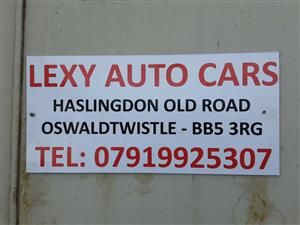 LEXY AUTO CARS
HASLINGDON OLD ROAD
OSWALDTWISTLE - BB5 3RG
TEL: 07919925307